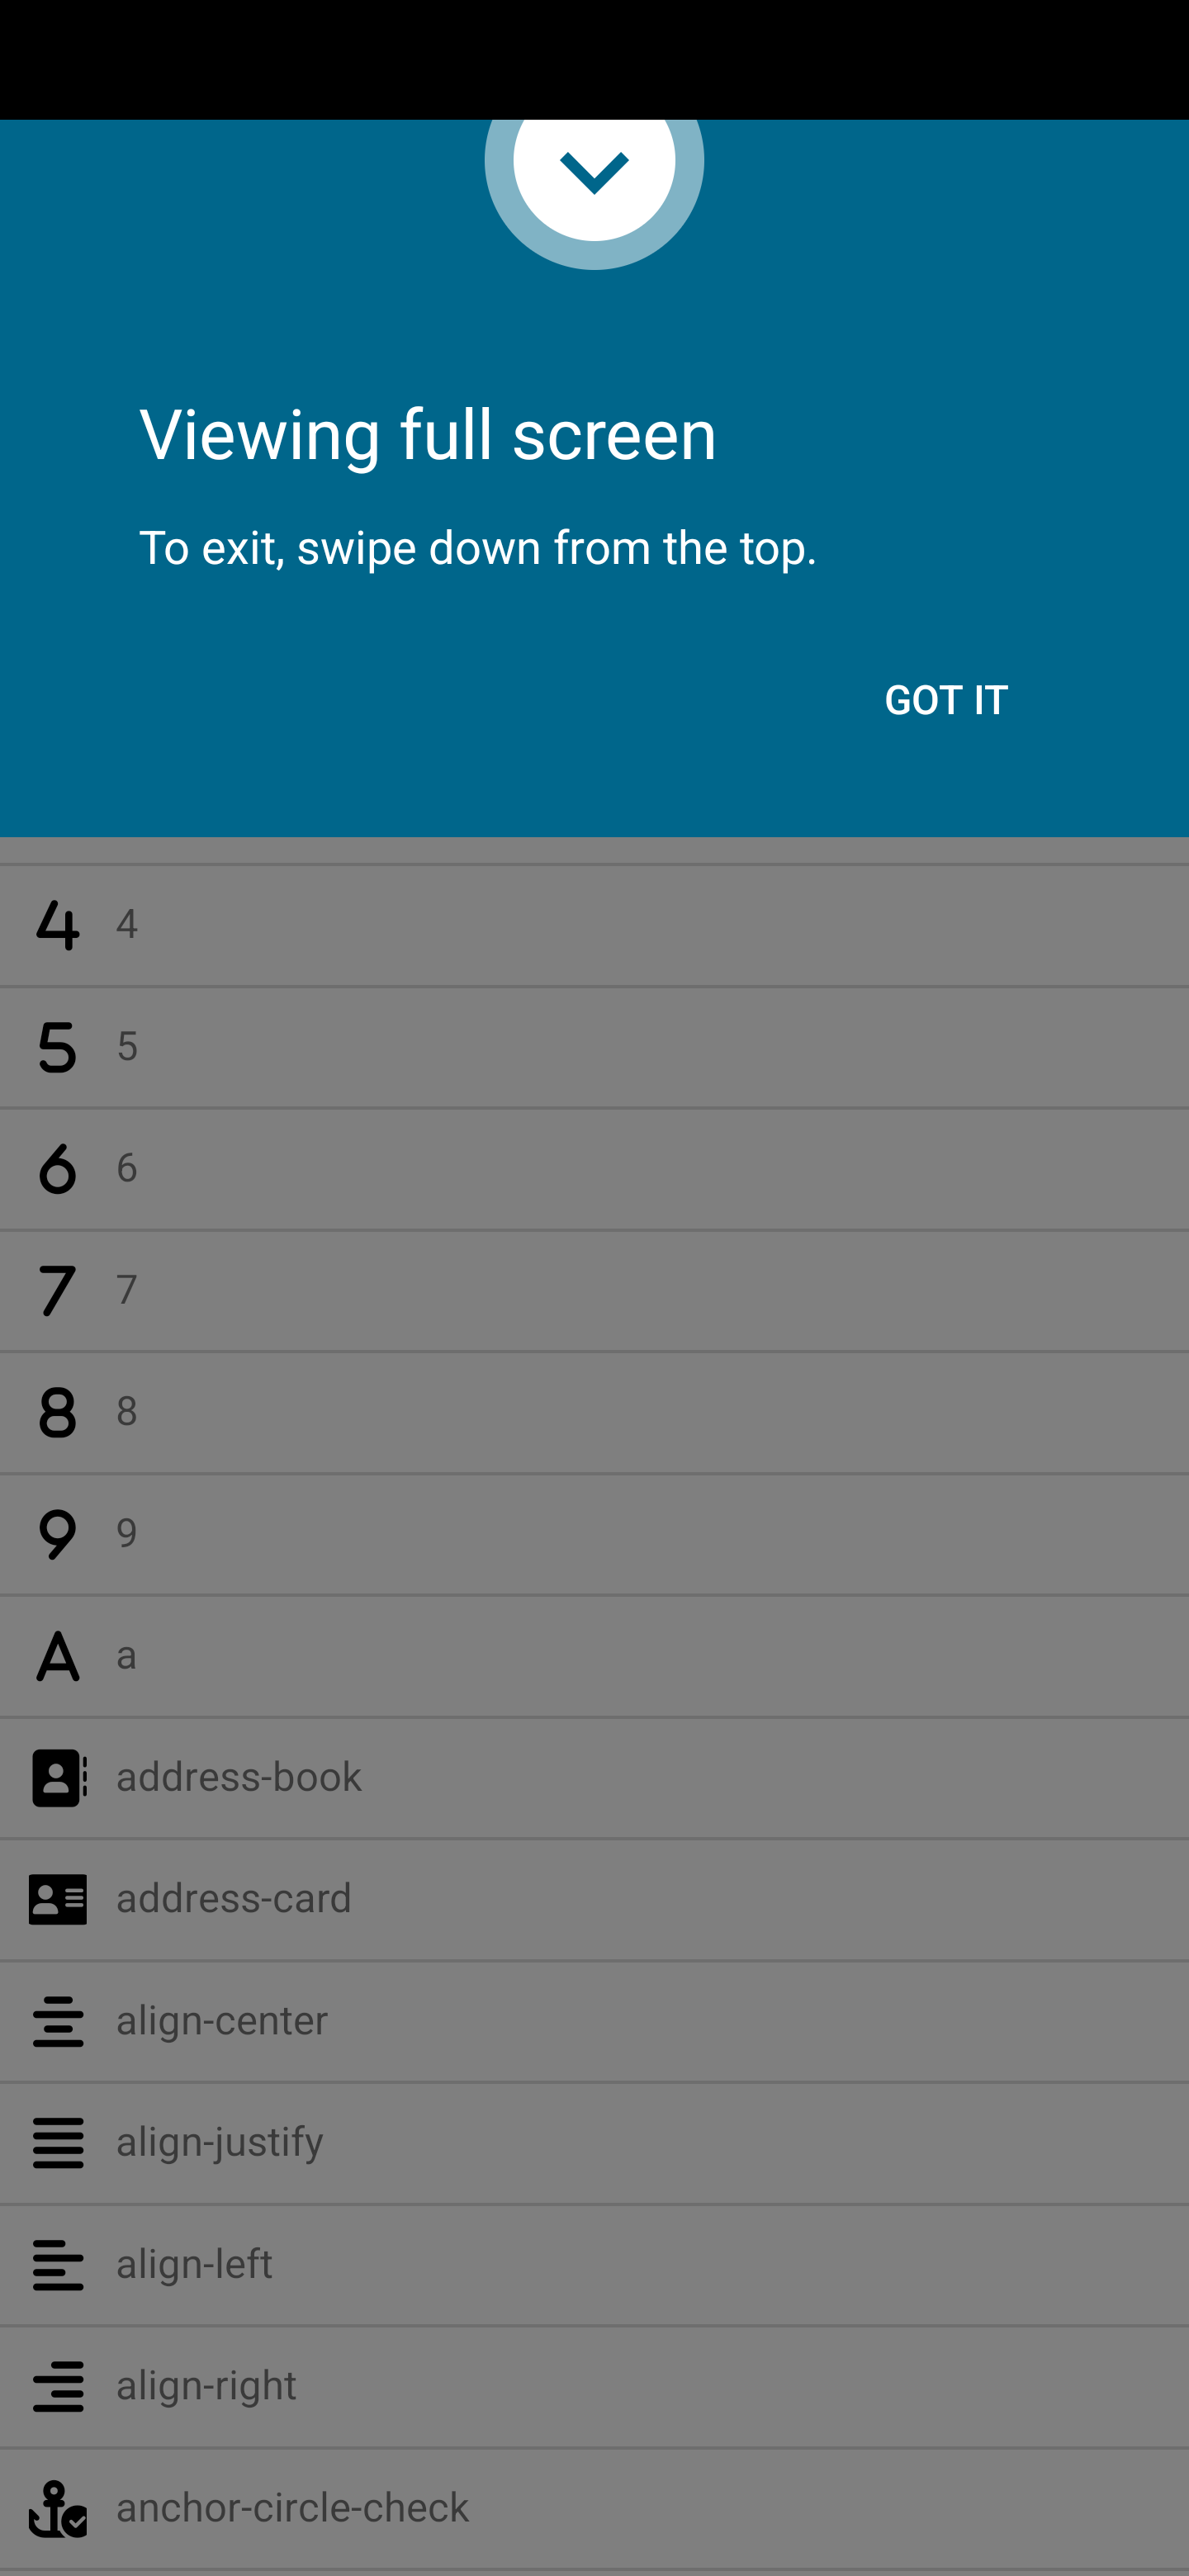 Viewing full screen
To exit, swipe down from the top.
GOT IT
4 4
5 5
6 6
7 7
8 8
9 9
A a
address-book
address-card
align-center
align-justify
align-left
align-right
anchor-circle-check